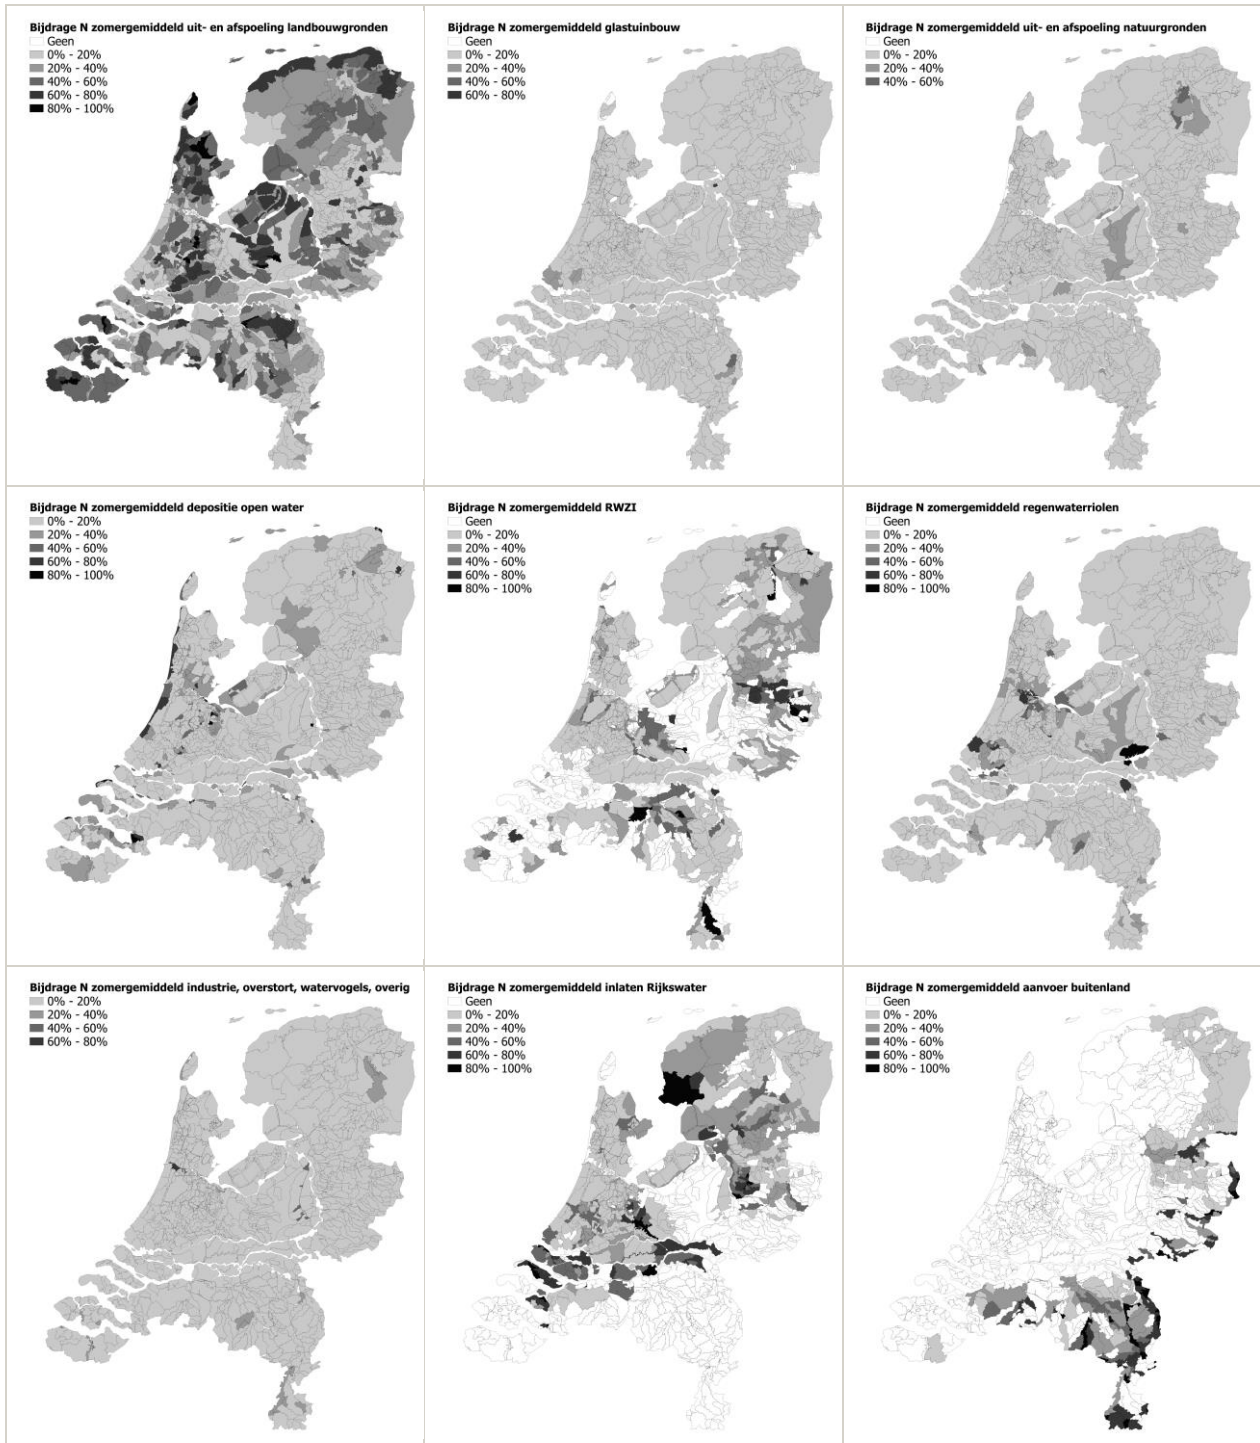 Bijdrage N zomergemiddeld uit- en afspoeling landbouwgronden
Geen
0% - 20%
20% - 40%
40% - 60%
60% - 80%
80% - 100%
Bijdrage N zomergemiddeld glastuinbouw
Geen
0% - 20%
20% - 40%
40% - 60%
60% - 80%
Bijdrage N zomergemiddeld uit- en afspoeling natuurgronden
Geen
0% - 20%
20% - 40%
40% - 60%
Bijdrage N zomergemiddeld depositie open water
0% - 20%
20% - 40%
40% - 60%
60% - 80%
80% - 100%
Bijdrage N zomergemiddeld RWZI
Geen
0% - 20%
20% - 40%
40% - 60%
60% - 80%
80% - 100%
Bijdrage N zomergemiddeld regenwaterriolen
Geen
0% - 20%
20% - 40%
40% - 60%
60% - 80%
80% - 100%
Bijdrage N zomergemiddeld industrie, overstort, watervogels, overig
0% - 20%
20% - 40%
40% - 60%
60% - 80%
Bijdrage N zomergemiddeld inlaten Rijkswater
Geen
0% - 20%
20% - 40%
40% - 60%
60% - 80%
80% - 100%
Bijdrage N zomergemiddeld aanvoer buitenland
Geen
0% - 20%
20% - 40%
40% - 60%
60% - 80%
80% - 100%